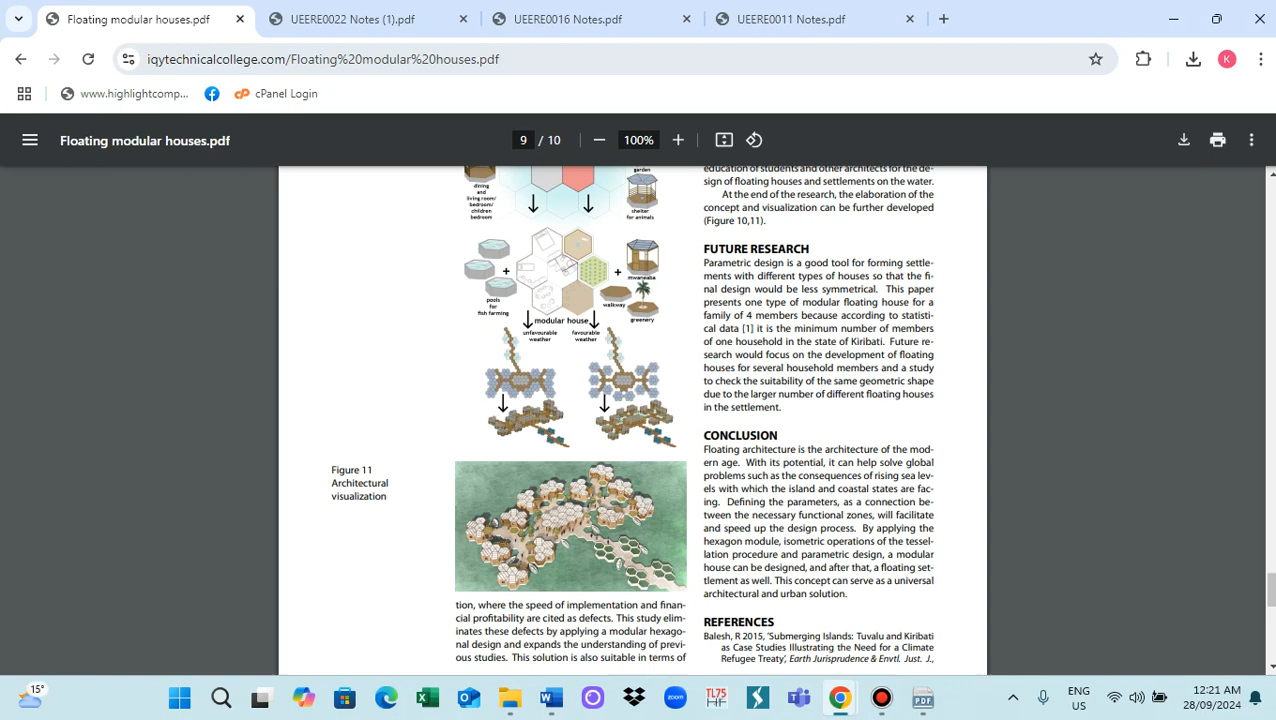 Floating modular houses.pdf
UEERE0022 Notes (1).pdf
UEERE0016 Notes.pdf
UEERE0011 Notes.pdf
iqytechnicalcollege.com/Floating%20modular%20houses.pdf
K
www.highlightcomp...
cPanel Login
Floating modular houses.pdf
9 / 10
100%
dining
and
living room/
bedroom/
children
bedroom
garden
shelter
for animals
pools
for
fish farming
mwaneaba
walkway
greenery
modular house
unfavourable
weather
favourable
weather
Figure 11
Architectural
visualization
tion, where the speed of implementation and finan-
cial profitability are cited as defects. This study elim-
inates these defects by applying a modular hexago-
nal design and expands the understanding of previ-
ous studies. This solution is also suitable in terms of
education of students and other architects for the de-
sign of floating houses and settlements on the water.
At the end of the research, the elaboration of the
concept and visualization can be further developed
(Figure 10,11).
FUTURE RESEARCH
Parametric design is a good tool for forming settle-
ments with different types of houses so that the fi-
nal design would be less symmetrical. This paper
presents one type of modular floating house for a
family of 4 members because according to statisti-
cal data [1] it is the minimum number of members
of one household in the state of Kiribati. Future re-
search would focus on the development of floating
houses for several household members and a study
to check the suitability of the same geometric shape
due to the larger number of different floating houses
in the settlement.
CONCLUSION
Floating architecture is the architecture of the mod-
ern age. With its potential, it can help solve global
problems such as the consequences of rising sea lev-
els with which the island and coastal states are fac-
ing. Defining the parameters, as a connection be-
tween the necessary functional zones, will facilitate
and speed up the design process. By applying the
hexagon module, isometric operations of the tessel-
lation procedure and parametric design, a modular
house can be designed, and after that, a floating set-
tlement as well. This concept can serve as a universal
architectural and urban solution.
REFERENCES
Balesh, R 2015, 'Submerging Islands: Tuvalu and Kiribati
as Case Studies Illustrating the Need for a Climate
Refugee Treaty', Earth Jurisprudence & Envtl. Just. J.,
15°
zoom
TL75
HF
PDF
ENG
US
12:21 AM
28/09/2024